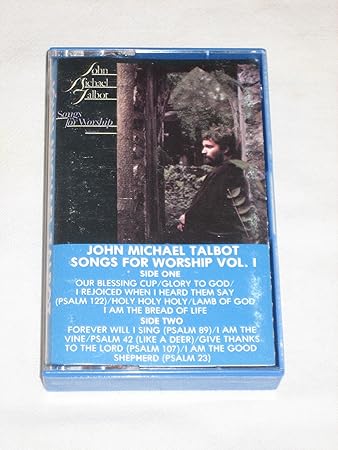 John
Michael
Talbot
Songs
for Worship
JOHN MICHAEL TALBOT
SONGS FOR WORSHIP VOL. I
SIDE ONE
OUR BLESSING CUP/GLORY TO GOD/
I REJOICED WHEN I HEARD THEM SAY
(PSALM 122)/HOLY HOLY HOLY/LAMB OF GOD/
I AM THE BREAD OF LIFE
SIDE TWO
FOREVER WILL I SING (PSALM 89)/I AM THE
VINE/PSALM 42 (LIKE A DEER)/GIVE THANKS
TO THE LORD (PSALM 107)/I AM THE GOOD
SHEPHERD (PSALM 23)